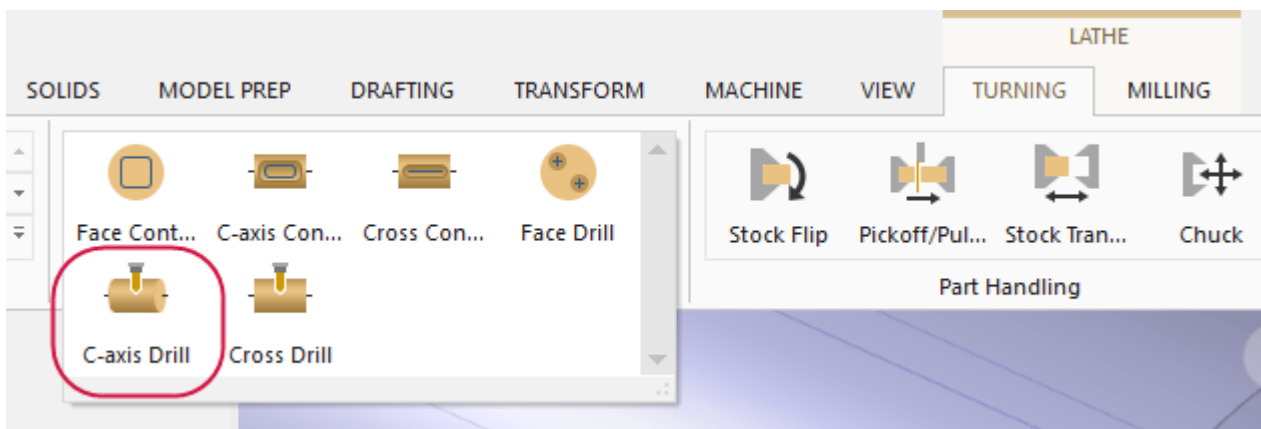 LATHE
SOLIDS MODEL PREP DRAFTING TRANSFORM MACHINE VIEW TURNING MILLING
Face Cont... C-axis Con... Cross Con... Face Drill
C-axis Drill Cross Drill
Stock Flip Pickoff/Pul... Stock Tran... Chuck
Part Handling